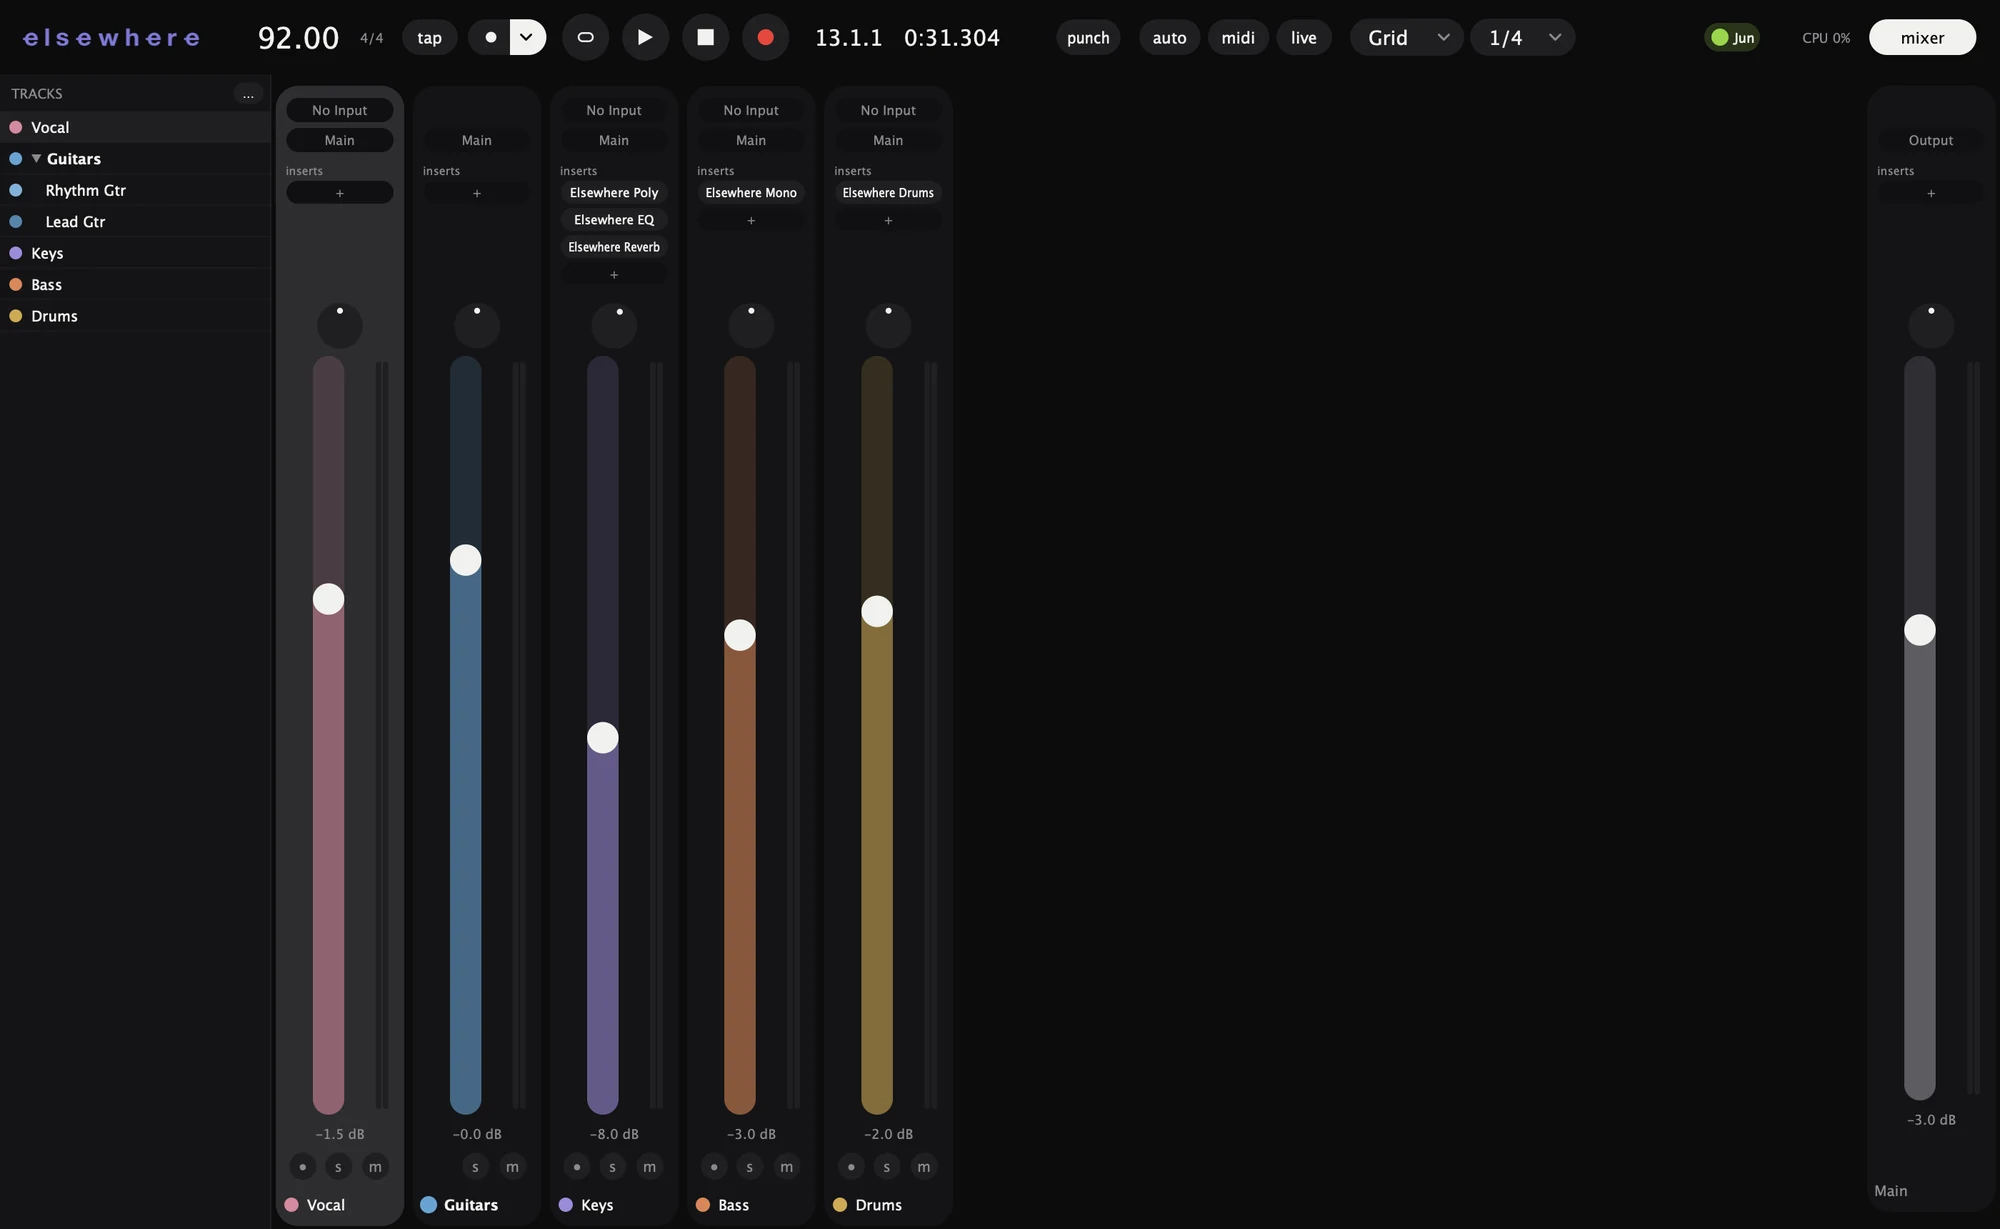 elsewhere 92.00 4/4 tap 13.1.1 0:31.304 punch auto midi live Grid 1/4 Jun CPU 0% mixer
TRACKS ...
Vocal
Guitars
Rhythm Gtr
Lead Gtr
Keys
Bass
Drums
No Input
Main
inserts
+
-1.5 dB
s m
Vocal
Main
inserts
+
-0.0 dB
s m
Guitars
No Input
Main
inserts
Elsewhere Poly
Elsewhere EQ
Elsewhere Reverb
+
-8.0 dB
s m
Keys
No Input
Main
inserts
Elsewhere Mono
+
-3.0 dB
s m
Bass
No Input
Main
inserts
Elsewhere Drums
+
-2.0 dB
s m
Drums
Output
inserts
+
-3.0 dB
Main